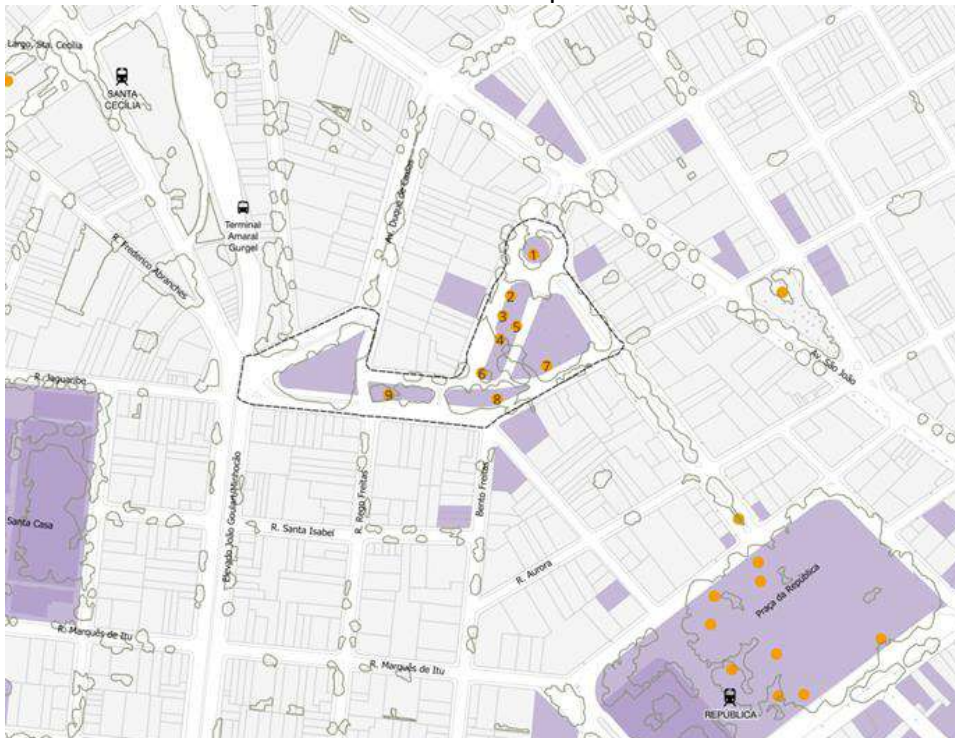 Largo, Sta. Cecília
SANTA
CECÍLIA
Terminal
Amaral
Gurgel
R. Frederico Abranches
Av. Duque de Caxias
1
2
3
5
4
6
7
9
8
Av. São João
R. Jaguaribe
Santa Casa
Elevado João Goulart/Minhocão
R. Rego Freitas
Bento Freitas
R. Santa Isabel
R. Aurora
Praça da República
R. Marquês de Itu
R. Marquês de Itu
REPÚBLICA